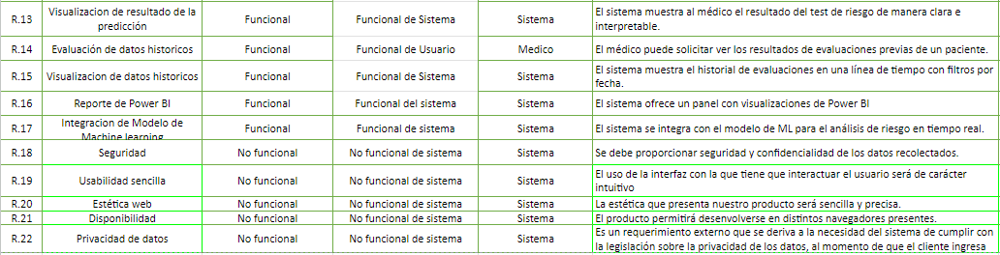 R.13 Visualizacion de resultado de la predicción Funcional Funcional de Sistema Sistema El sistema muestra al médico el resultado del test de riesgo de manera clara e interpretable.
R.14 Evaluación de datos historicos Funcional Funcional de Usuario Medico El médico puede solicitar ver los resultados de evaluaciones previas de un paciente.
R.15 Visualizacion de datos historicos Funcional Funcional de Sistema Sistema El sistema muestra el historial de evaluaciones en una línea de tiempo con filtros por fecha.
R.16 Reporte de Power BI Funcional Funcional del sistema Sistema El sistema ofrece un panel con visualizaciones de Power BI
R.17 Integracion de Modelo de Machine learning Funcional Funcional de sistema Sistema El sistema se integra con el modelo de ML para el análisis de riesgo en tiempo real.
R.18 Seguridad No funcional No funcional de sistema Sistema Se debe proporcionar seguridad y confidencialidad de los datos recolectados.
R.19 Usabilidad sencilla No funcional No funcional de sistema Sistema El uso de la interfaz con la que tiene que interactuar el usuario será de carácter intuitivo
R.20 Estética web No funcional No funcional de sistema Sistema La estética que presenta nuestro producto será sencilla y precisa.
R.21 Disponibilidad No funcional No funcional de sistema Sistema El producto permitirá desenvolverse en distintos navegadores presentes.
R.22 Privacidad de datos No funcional No funcional de sistema Sistema Es un requerimiento externo que se deriva a la necesidad del sistema de cumplir con la legislación sobre la privacidad de los datos, al momento de que el cliente ingresa